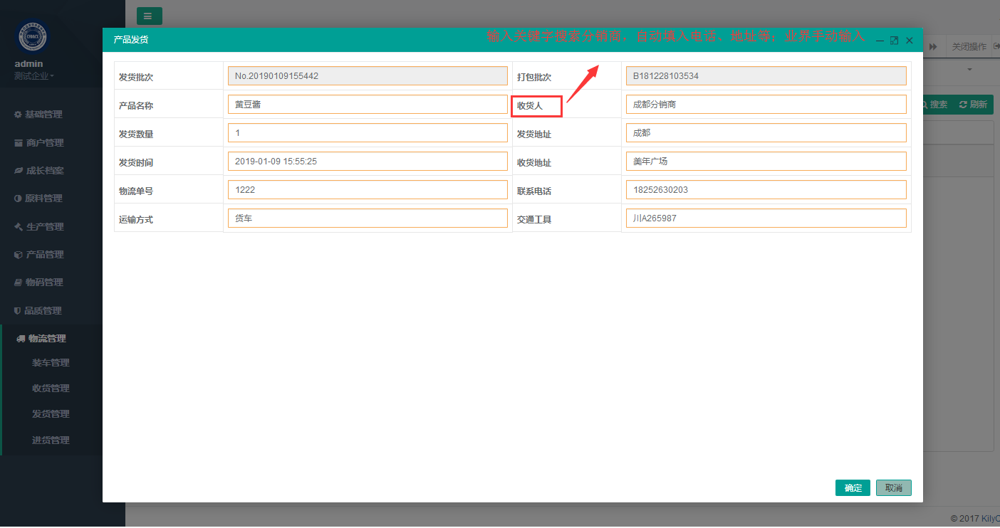 输入关键字搜索分销商，自动填入电话、地址等；亦是手动输入
产品发货
admin
测试企业
关闭操作
基础管理
商户管理
成长档案
原料管理
生产管理
产品管理
物码管理
品质管理
物流管理
装车管理
收货管理
发货管理
进货管理
搜索 刷新
发货批次 No.20190109155442 打包批次 B181228103534
产品名称 黄豆酱 收货人 成都分销商
发货数量 1 发货地址 成都
发货时间 2019-01-09 15:55:25 收货地址 美年广场
物流单号 1222 联系电话 18252630203
运输方式 货车 交通工具 川A265987
确定 取消
© 2017 KilyC